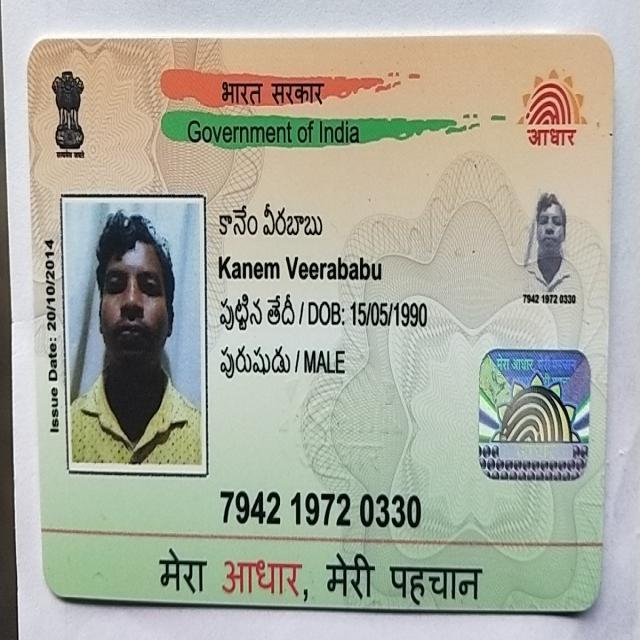 भारत सरकार
Government of India
सत्यमेव जयते
आधार
Issue Date: 20/10/2014
కానేం వీరబాబు
Kanem Veerababu
పుట్టిన తేదీ / DOB: 15/05/1990
పురుషుడు / MALE
7942 1972 0330
मेरा आधार
7942 1972 0330
मेरा आधार, मेरी पहचान